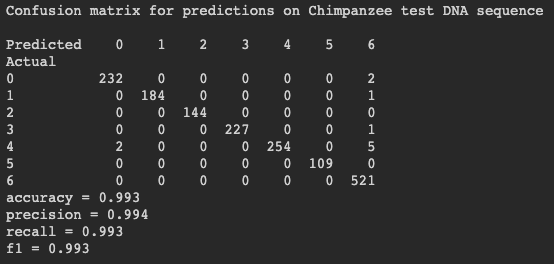 Confusion matrix for predictions on Chimpanzee test DNA sequence
Predicted    0    1    2    3    4    5    6
Actual
0          232    0    0    0    0    0    2
1            0  184    0    0    0    0    1
2            0    0  144    0    0    0    0
3            0    0    0  227    0    0    1
4            2    0    0    0  254    0    5
5            0    0    0    0    0  109    0
6            0    0    0    0    0    0  521
accuracy = 0.993
precision = 0.994
recall = 0.993
f1 = 0.993